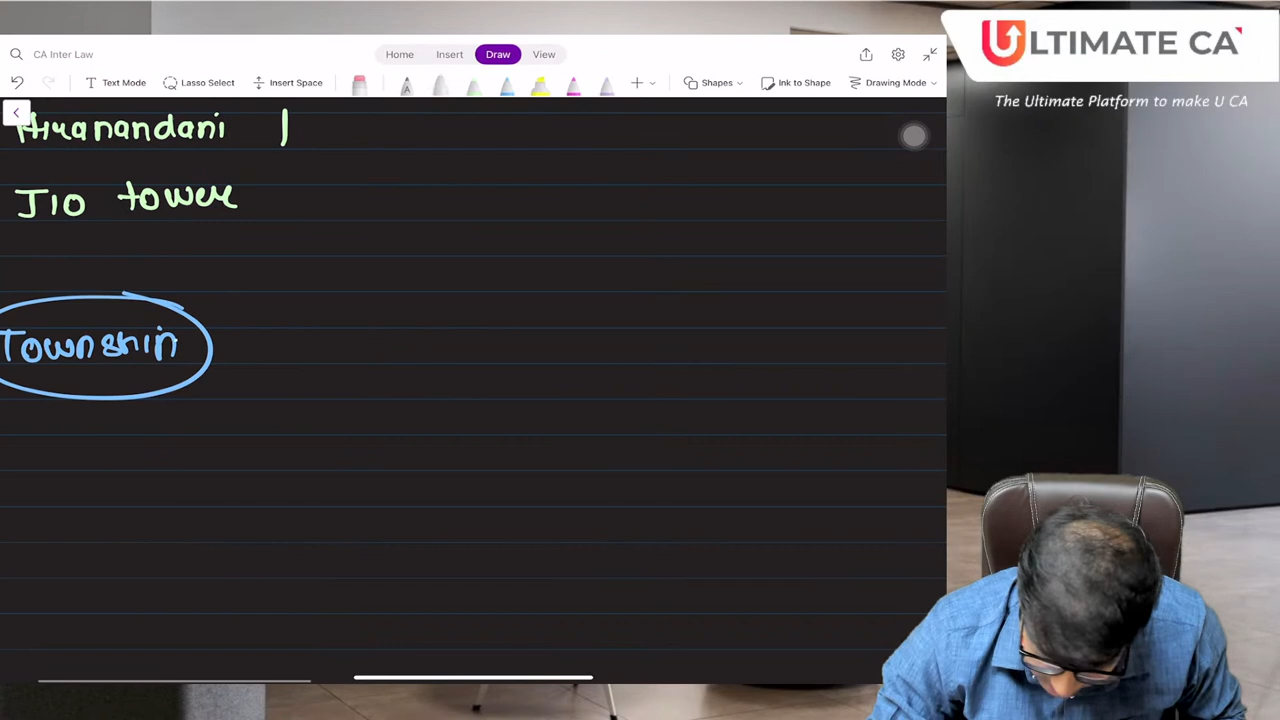 CA Inter Law
Home Insert Draw View
Text Mode Lasso Select Insert Space Shapes Ink to Shape Drawing Mode
Hiranandani |
JIO tower
Township
ULTIMATE CA
The Ultimate Platform to make U CA